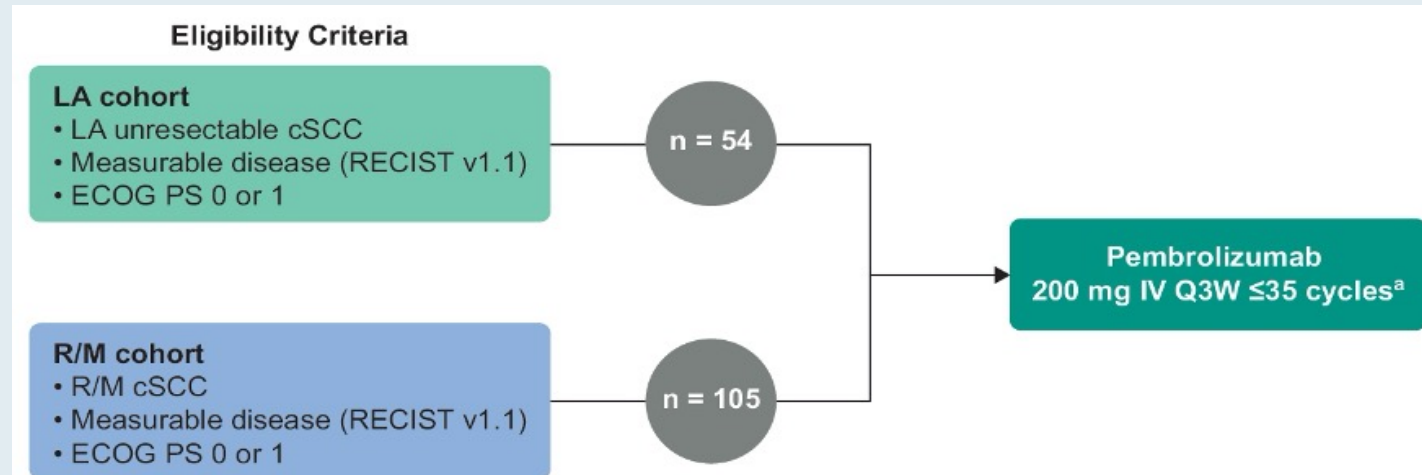 Eligibility Criteria
LA cohort
• LA unresectable cSCC
• Measurable disease (RECIST v1.1)
• ECOG PS 0 or 1
n = 54
R/M cohort
• R/M cSCC
• Measurable disease (RECIST v1.1)
• ECOG PS 0 or 1
n = 105
Pembrolizumab
200 mg IV Q3W ≤35 cyclesᵃ